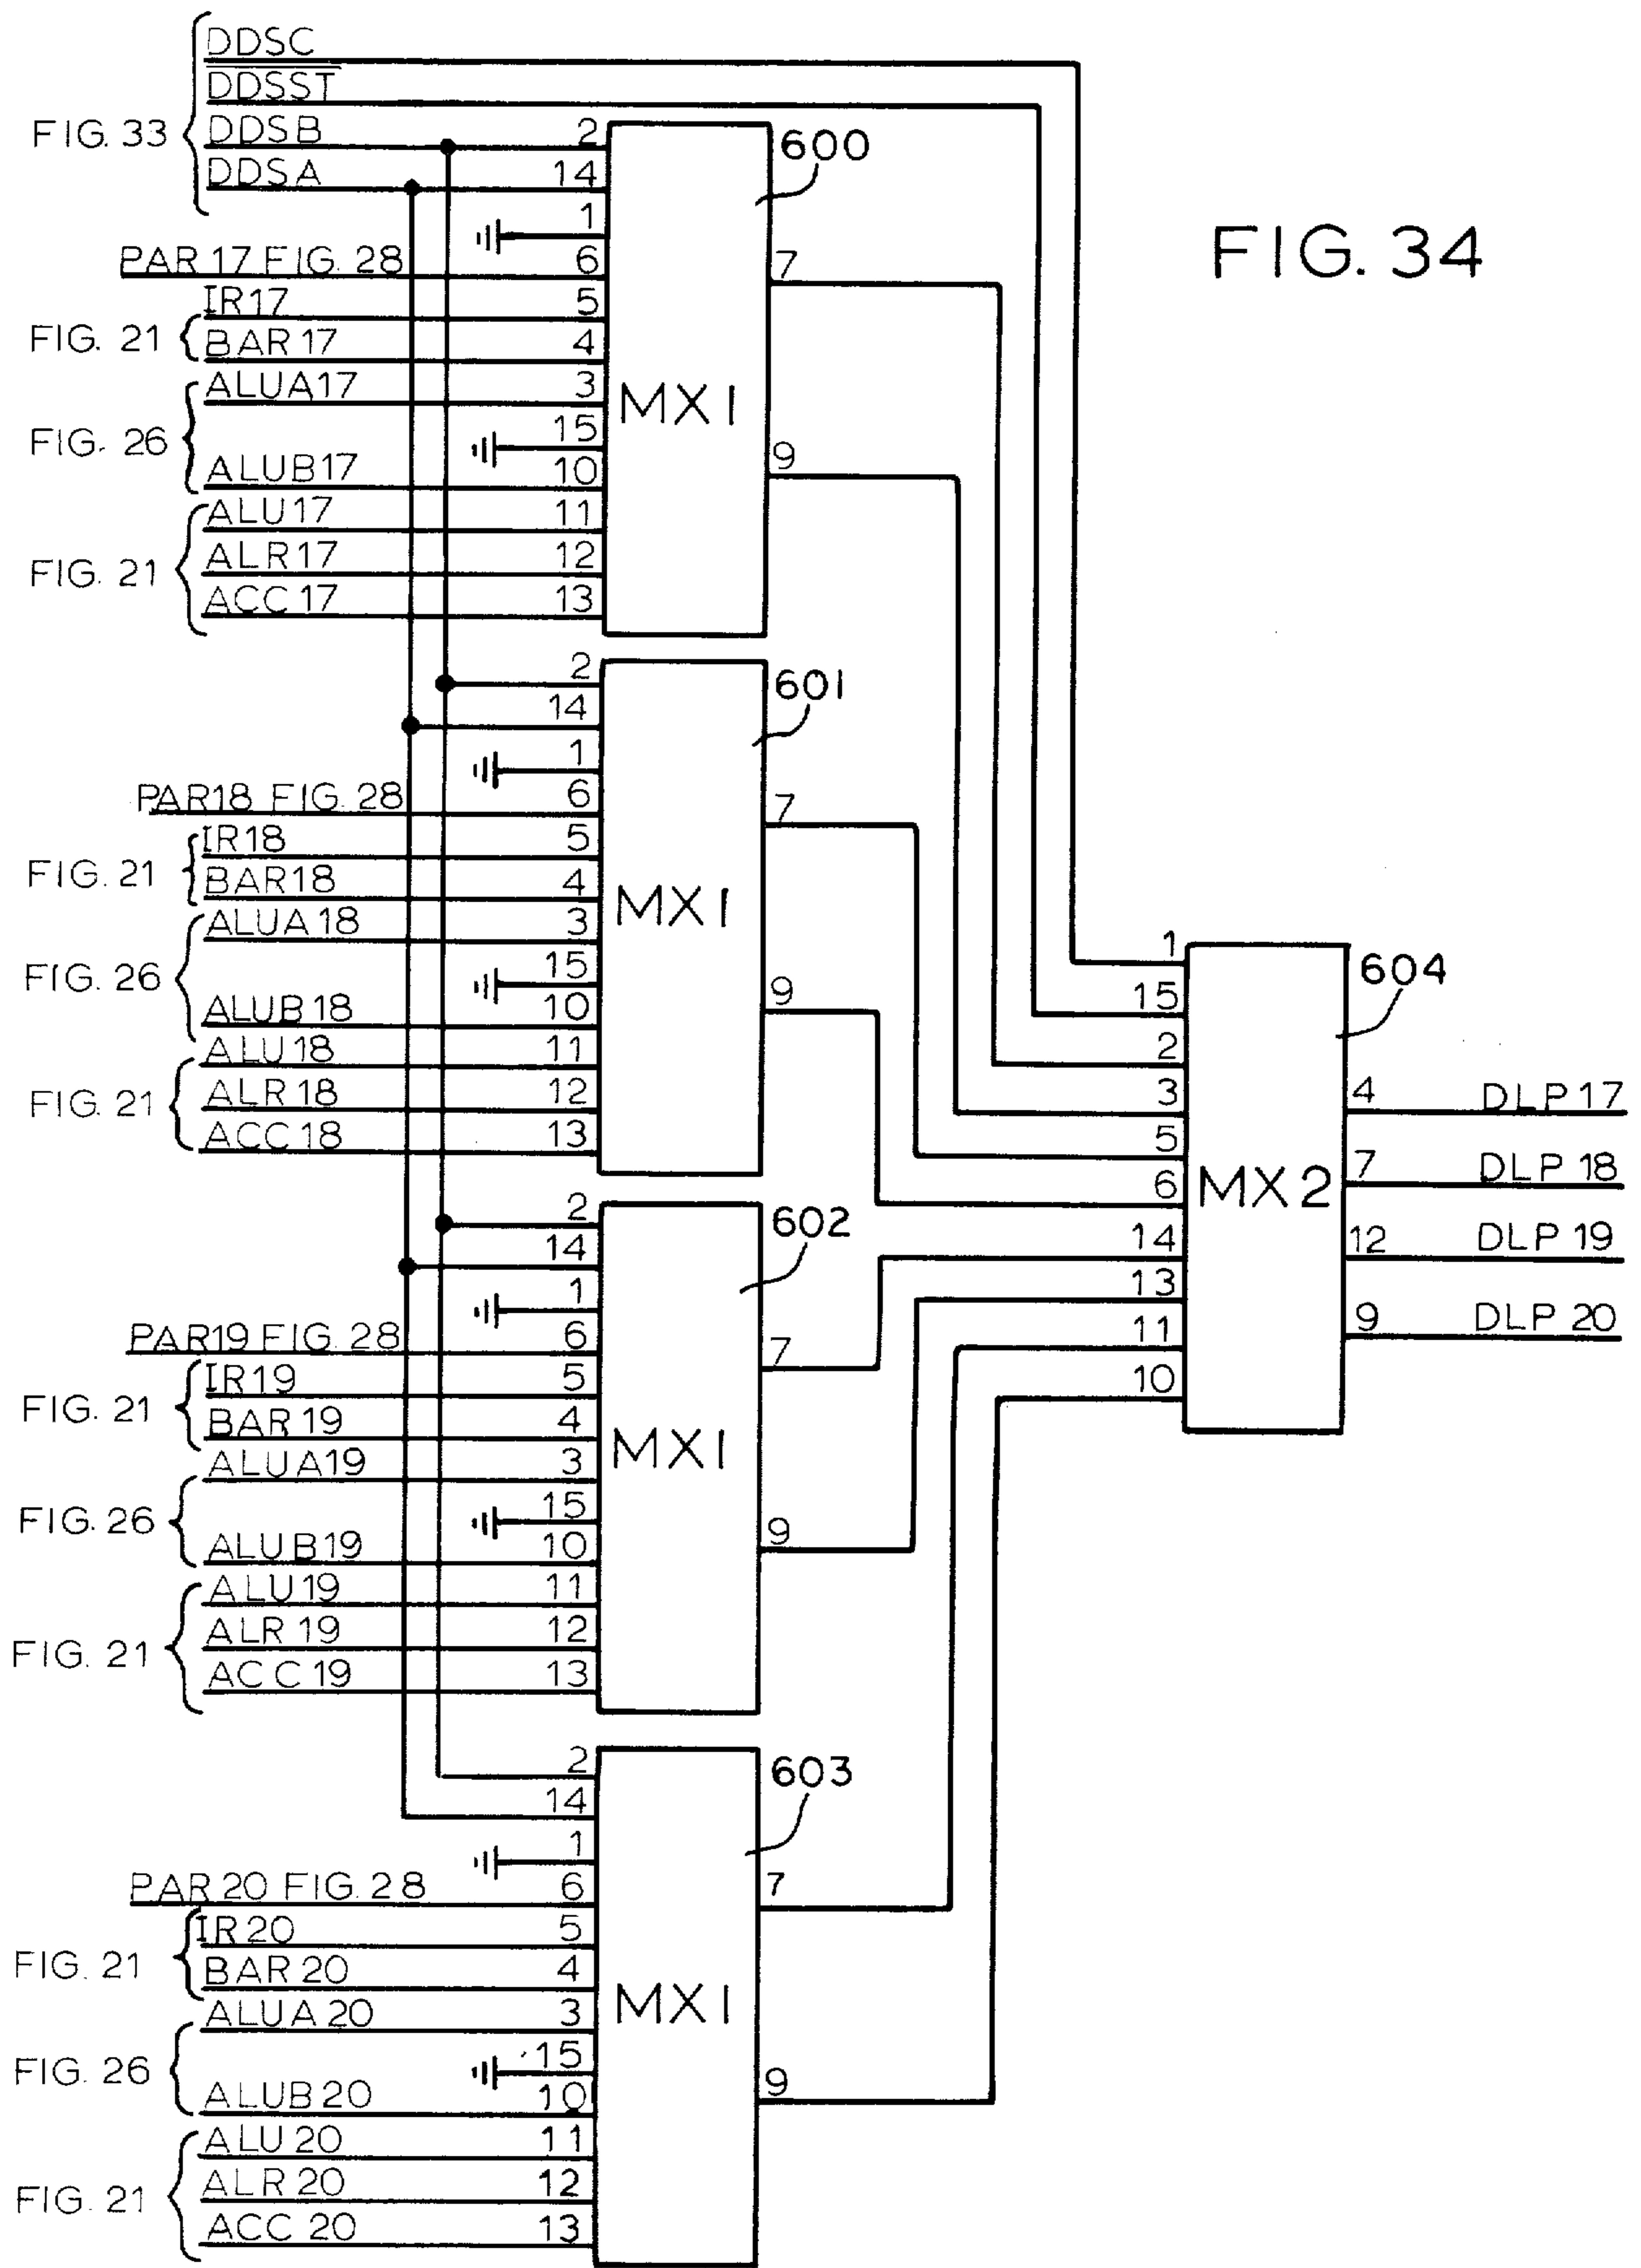 DDSC
DDSST
FIG. 33
DDSB 2
DDSA 14
600
1
PAR 17 FIG. 28 6
7
FIG. 34
IR17 5
FIG. 21
BAR 17 4
ALUA17 3
MX1
15
FIG. 26
9
ALUB17 10
ALU17 11
ALR17 12
FIG. 21
ACC 17 13
2
601
14
1
PAR18 FIG. 28 6
7
IR18 5
FIG. 21
BAR18 4
MX1
ALUA 18 3
15
FIG. 26
9
ALUB 18 10
ALU 18 11
ALR 18 12
FIG. 21
ACC 18 13
1
604
15
2
3
4 DLP 17
5
6
MX2
7 DLP 18
14
12 DLP 19
13
11
9 DLP 20
10
2
602
14
1
PAR19 FIG. 28 6
7
IR19 5
FIG. 21
BAR 19 4
MX1
ALUA19 3
15
FIG. 26
9
ALUB19 10
ALU19 11
ALR 19 12
FIG. 21
ACC 19 13
2
603
14
1
PAR 20 FIG. 28 6
7
IR 20 5
FIG. 21
BAR 20 4
MX1
ALUA 20 3
15
FIG. 26
9
ALUB 20 10
ALU 20 11
ALR 20 12
FIG. 21
ACC 20 13